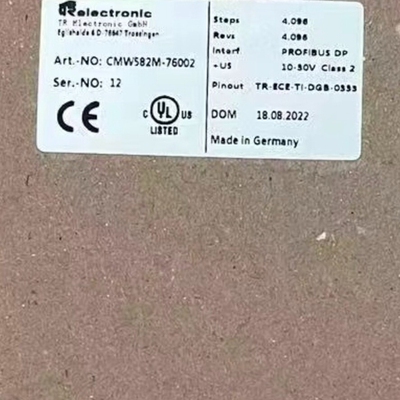 TRelectronic
TR Electronic GmbH
Eglishalde 6 D-78647 Trossingen
Art.-NO: CMW582M-76002
Ser.-NO: 12
CE
C UL US
LISTED
Steps 4.096
Revs 4.096
Interf. PROFIBUS DP
+US 10-30V Class 2
Pinout TR-ECE-TI-DGB-0333
DOM 18.08.2022
Made in Germany